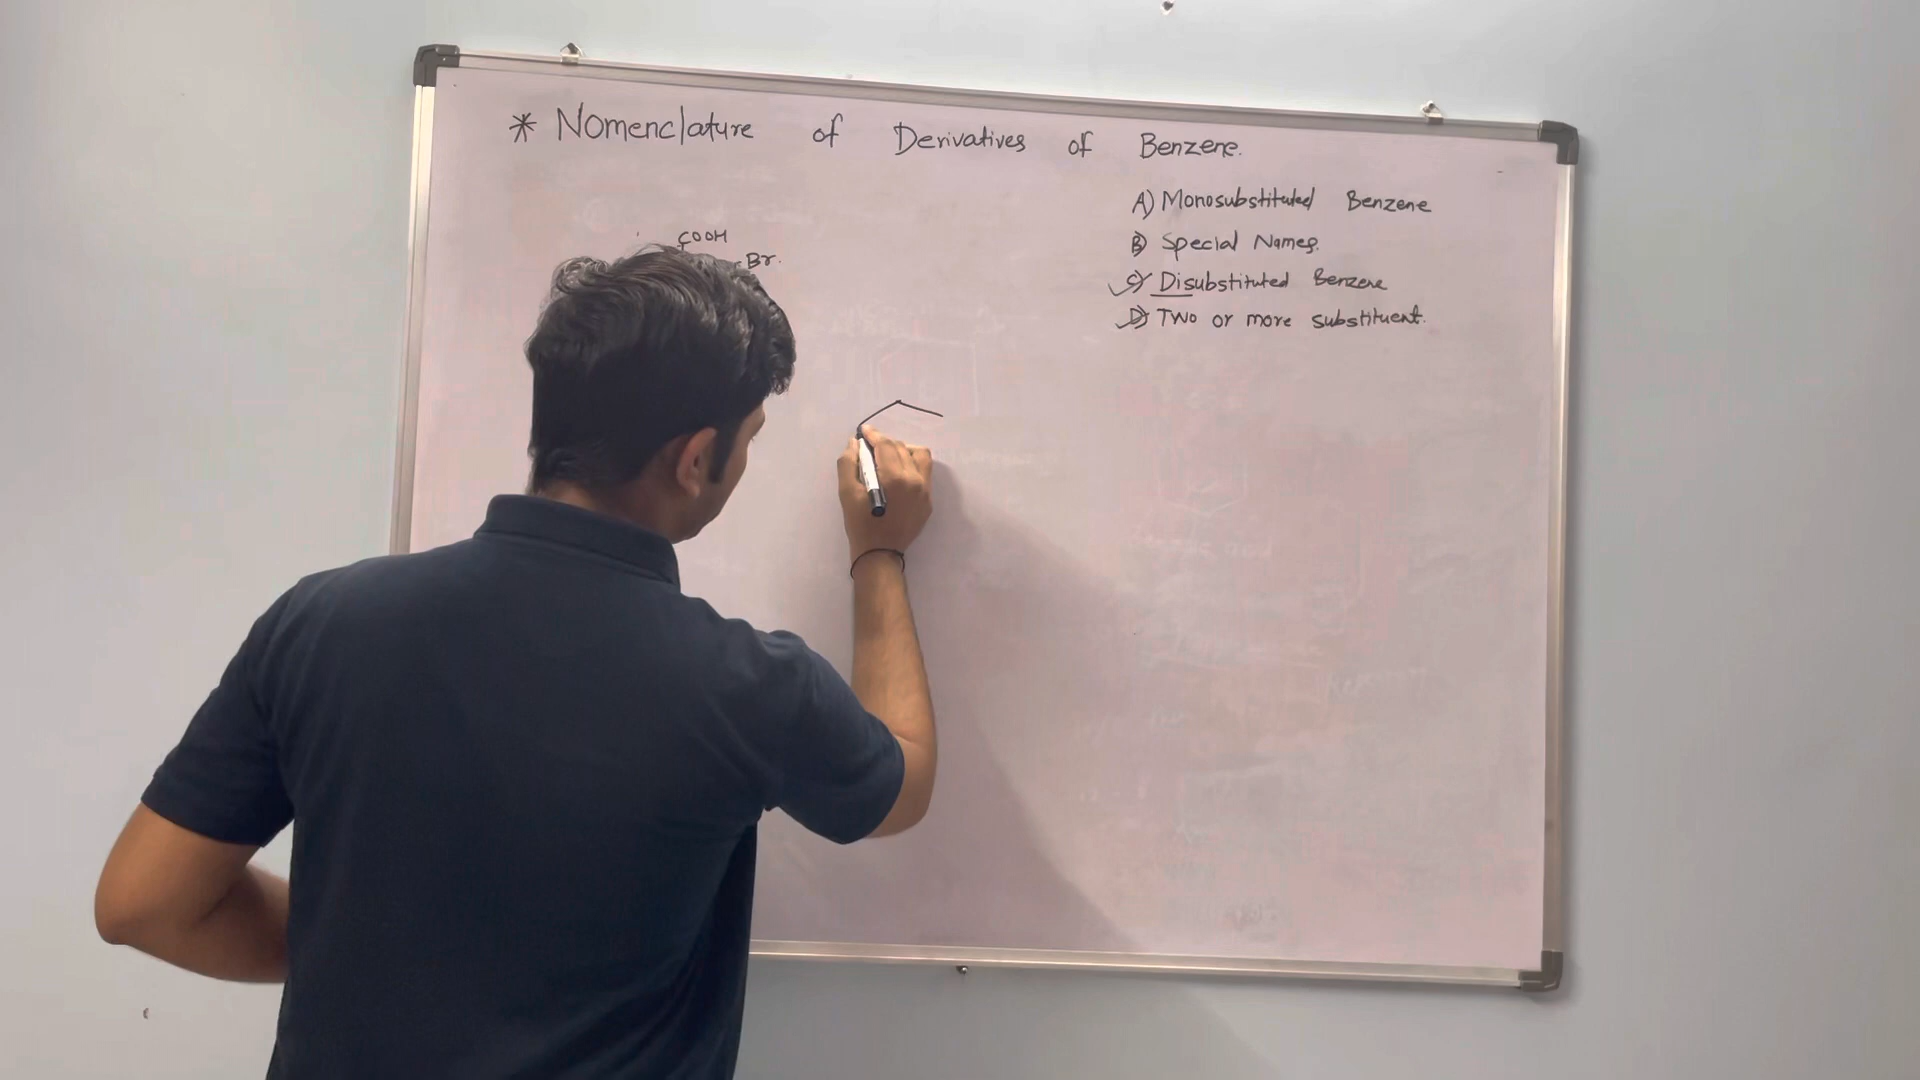 * Nomenclature of Derivatives of Benzene.
A) Monosubstituted Benzene
B) Special Names.
C) Disubstituted Benzene
D) Two or more substituent.
COOH
Br.